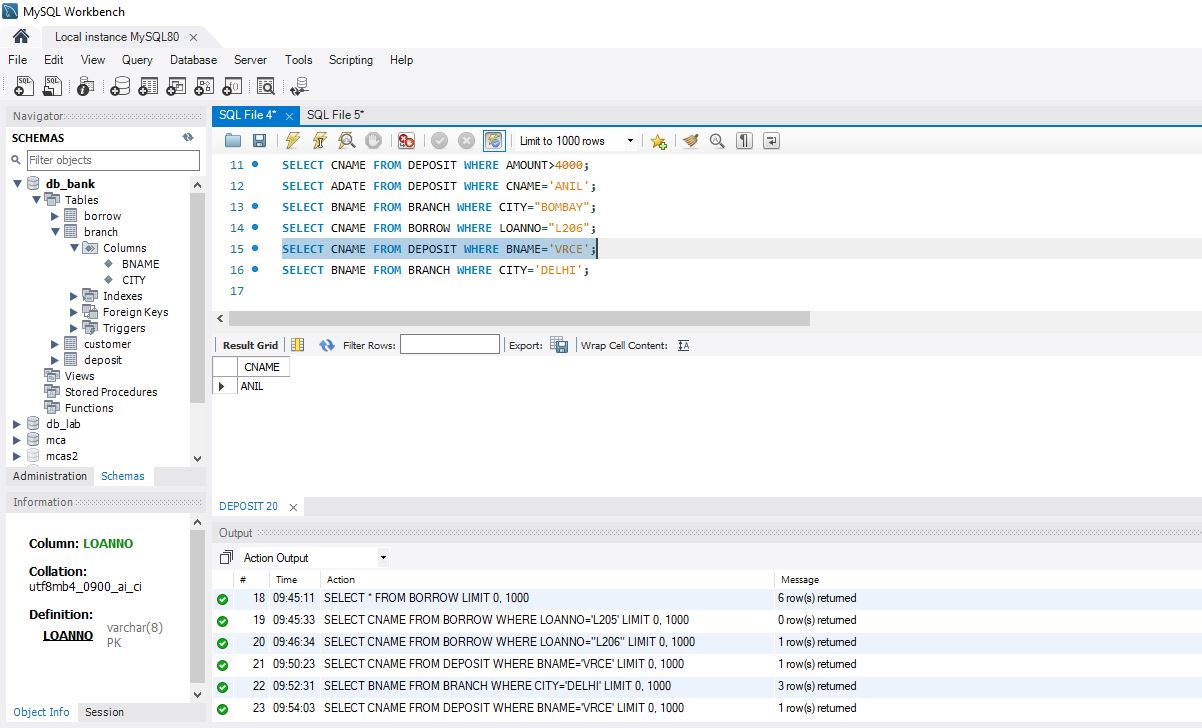 MySQL Workbench
Local instance MySQL80
File Edit View Query Database Server Tools Scripting Help
Navigator
SCHEMAS
Filter objects
db_bank
Tables
borrow
branch
Columns
BNAME
CITY
Indexes
Foreign Keys
Triggers
customer
deposit
Views
Stored Procedures
Functions
db_lab
mca
mcas2
Administration Schemas
Information
Column: LOANNO
Collation:
utf8mb4_0900_ai_ci
Definition:
LOANNO varchar(8)
PK
Object Info Session
SQL File 4* SQL File 5*
Limit to 1000 rows
11 SELECT CNAME FROM DEPOSIT WHERE AMOUNT>4000;
12 SELECT ADATE FROM DEPOSIT WHERE CNAME='ANIL';
13 SELECT BNAME FROM BRANCH WHERE CITY="BOMBAY";
14 SELECT CNAME FROM BORROW WHERE LOANNO="L206";
15 SELECT CNAME FROM DEPOSIT WHERE BNAME='VRCE';
16 SELECT BNAME FROM BRANCH WHERE CITY='DELHI';
17
Result Grid Filter Rows: Export: Wrap Cell Content:
CNAME
ANIL
DEPOSIT 20
Output
Action Output
# Time Action Message
18 09:45:11 SELECT * FROM BORROW LIMIT 0, 1000 6 row(s) returned
19 09:45:33 SELECT CNAME FROM BORROW WHERE LOANNO='L205' LIMIT 0, 1000 0 row(s) returned
20 09:46:34 SELECT CNAME FROM BORROW WHERE LOANNO="L206" LIMIT 0, 1000 1 row(s) returned
21 09:50:23 SELECT CNAME FROM DEPOSIT WHERE BNAME='VRCE' LIMIT 0, 1000 1 row(s) returned
22 09:52:31 SELECT BNAME FROM BRANCH WHERE CITY='DELHI' LIMIT 0, 1000 3 row(s) returned
23 09:54:03 SELECT CNAME FROM DEPOSIT WHERE BNAME='VRCE' LIMIT 0, 1000 1 row(s) returned